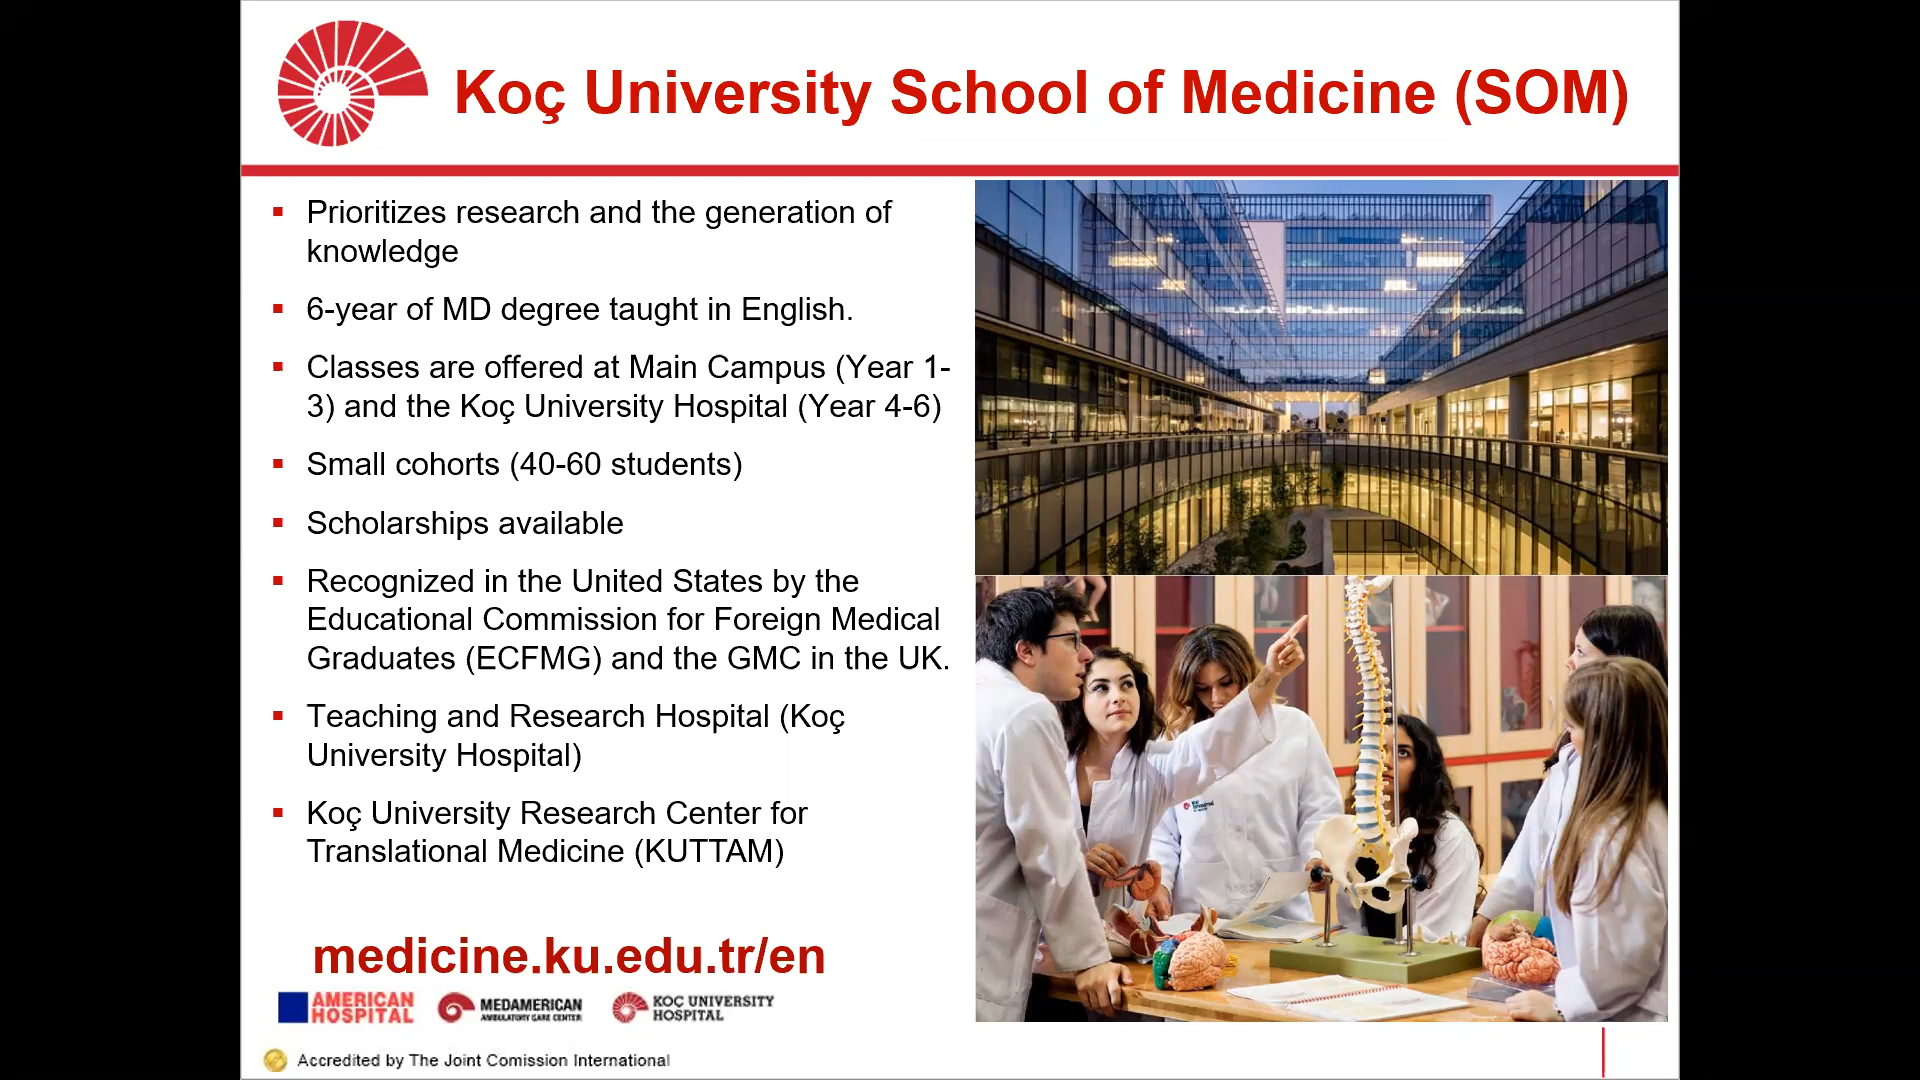 Koç University School of Medicine (SOM)
Prioritizes research and the generation of
knowledge
6-year of MD degree taught in English.
Classes are offered at Main Campus (Year 1-
3) and the Koç University Hospital (Year 4-6)
Small cohorts (40-60 students)
Scholarships available
Recognized in the United States by the
Educational Commission for Foreign Medical
Graduates (ECFMG) and the GMC in the UK.
Teaching and Research Hospital (Koç
University Hospital)
Koç University Research Center for
Translational Medicine (KUTTAM)
medicine.ku.edu.tr/en
AMERICAN
HOSPITAL
MEDAMERICAN
AMBULATORY CARE CENTER
KOÇ UNIVERSITY
HOSPITAL
Accredited by The Joint Comission International